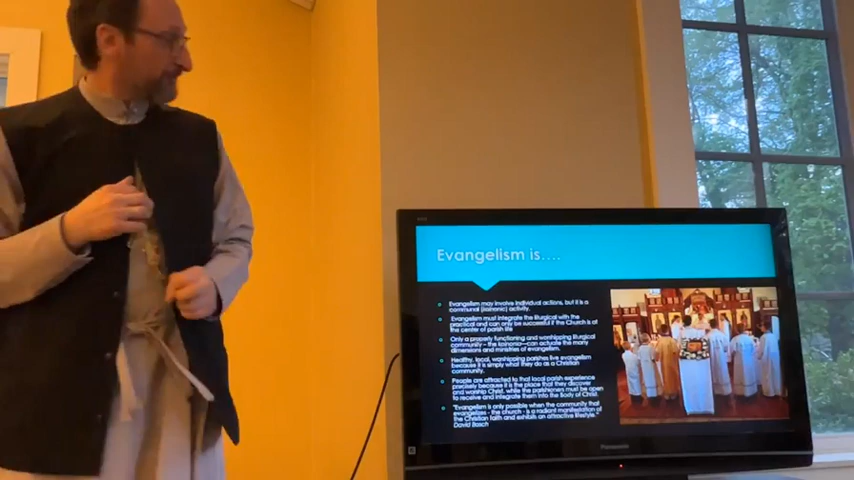 Evangelism is….
Evangelism may involve individual actions, but it is a
communal (koinonic) activity.
Evangelism must integrate the liturgical with the
practical and can only be successful if the Church is at
the center of parish life
Only a properly functioning and worshipping liturgical
community – the koinonia – can actuate the many
dimensions and ministries of evangelism.
Healthy, local worshipping parishes live evangelism
because it is simply what they do as a Christian
community.
People are attracted to that local parish experience
precisely because it is the place where they discover
and worship Christ, while the parishioners must be open
to receive and integrate them into the Body of Christ.
"Evangelism is only possible when the community that
evangelizes - the church - is a radiant manifestation of
the Christian faith and exhibits an attractive lifestyle."
David Bosch
Panasonic